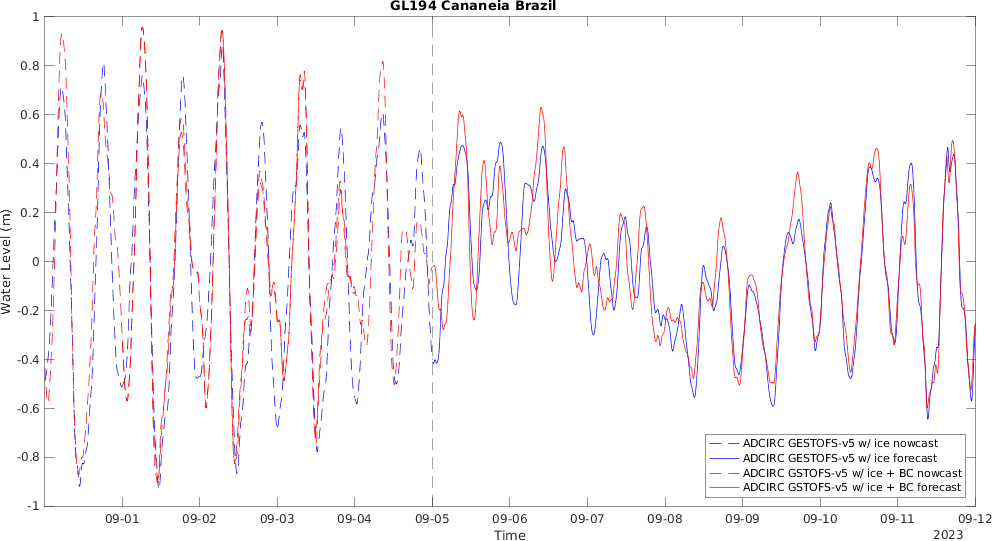 GL194 Cananeia Brazil
Water Level (m)
1
0.8
0.6
0.4
0.2
0
-0.2
-0.4
-0.6
-0.8
-1
ADCIRC GESTOFS-v5 w/ ice nowcast
ADCIRC GESTOFS-v5 w/ ice forecast
ADCIRC GSTOFS-v5 w/ ice + BC nowcast
ADCIRC GSTOFS-v5 w/ ice + BC forecast
09-01 09-02 09-03 09-04 09-05 09-06 09-07 09-08 09-09 09-10 09-11 09-12
Time
2023